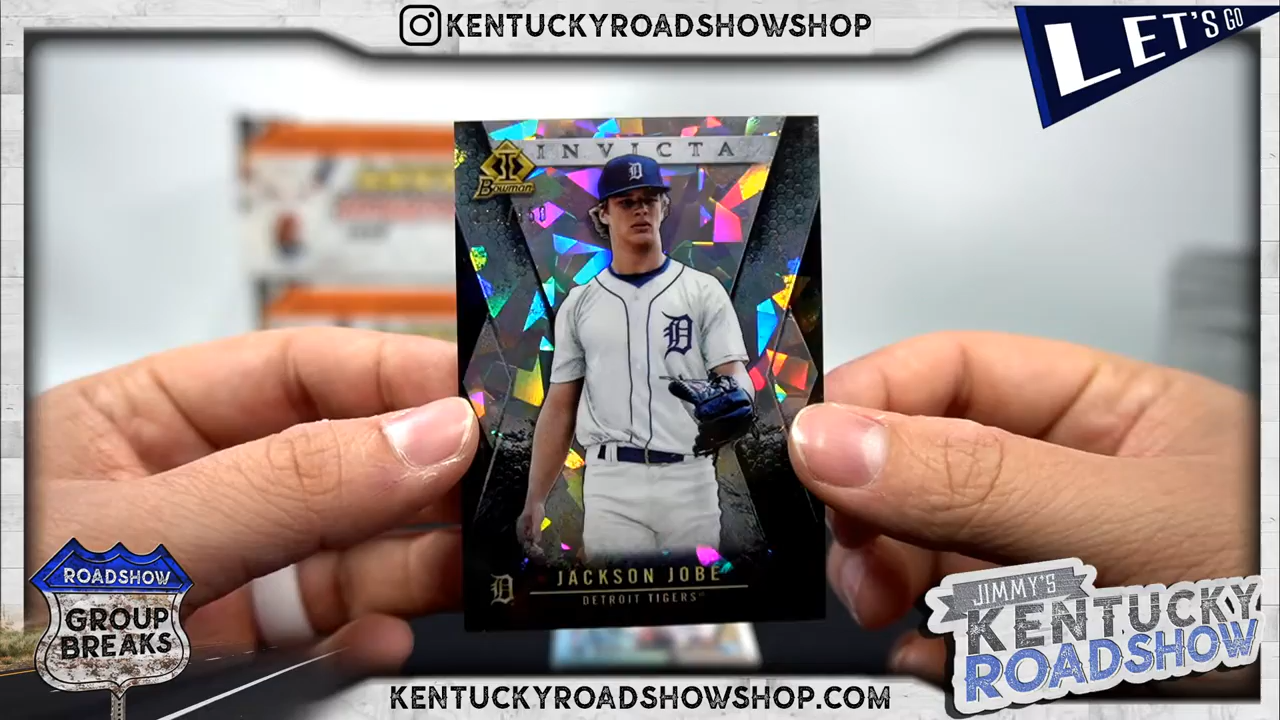 KENTUCKYROADSHOWSHOP
LET'S GO
INVICTA
Bowman
D
D
JACKSON JOBE
D
DETROIT TIGERS
ROADSHOW
GROUP
BREAKS
JIMMY'S
KENTUCKY
ROADSHOW
KENTUCKYROADSHOWSHOP.COM